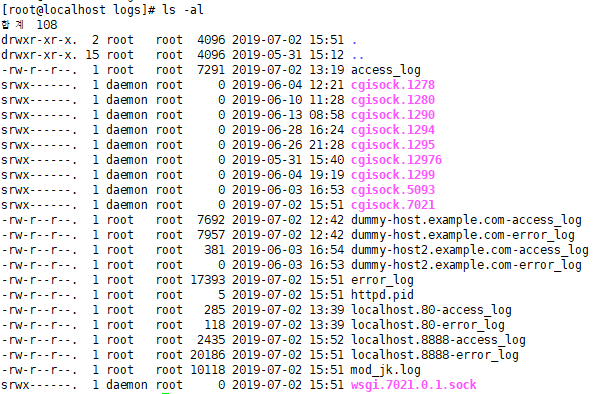 [root@localhost logs]# ls -al
합계 108
drwxr-xr-x. 2 root root 4096 2019-07-02 15:51 .
drwxr-xr-x. 15 root root 4096 2019-05-31 15:12 ..
-rw-r--r--. 1 root root 7291 2019-07-02 13:19 access_log
srwx------. 1 daemon root 0 2019-06-04 12:21 cgisock.1278
srwx------. 1 daemon root 0 2019-06-10 11:28 cgisock.1280
srwx------. 1 daemon root 0 2019-06-13 08:58 cgisock.1290
srwx------. 1 daemon root 0 2019-06-28 16:24 cgisock.1294
srwx------. 1 daemon root 0 2019-06-26 21:28 cgisock.1295
srwx------. 1 daemon root 0 2019-05-31 15:40 cgisock.12976
srwx------. 1 daemon root 0 2019-06-04 19:19 cgisock.1299
srwx------. 1 daemon root 0 2019-06-03 16:53 cgisock.5093
srwx------. 1 daemon root 0 2019-07-02 15:51 cgisock.7021
-rw-r--r--. 1 root root 7692 2019-07-02 12:42 dummy-host.example.com-access_log
-rw-r--r--. 1 root root 7957 2019-07-02 12:42 dummy-host.example.com-error_log
-rw-r--r--. 1 root root 381 2019-06-03 16:54 dummy-host2.example.com-access_log
-rw-r--r--. 1 root root 0 2019-06-03 16:53 dummy-host2.example.com-error_log
-rw-r--r--. 1 root root 17393 2019-07-02 15:51 error_log
-rw-r--r--. 1 root root 5 2019-07-02 15:51 httpd.pid
-rw-r--r--. 1 root root 285 2019-07-02 13:39 localhost.80-access_log
-rw-r--r--. 1 root root 118 2019-07-02 13:39 localhost.80-error_log
-rw-r--r--. 1 root root 2435 2019-07-02 15:52 localhost.8888-access_log
-rw-r--r--. 1 root root 20186 2019-07-02 15:51 localhost.8888-error_log
-rw-r--r--. 1 root root 10118 2019-07-02 15:51 mod_jk.log
srwx------. 1 daemon root 0 2019-07-02 15:51 wsgi.7021.0.1.sock